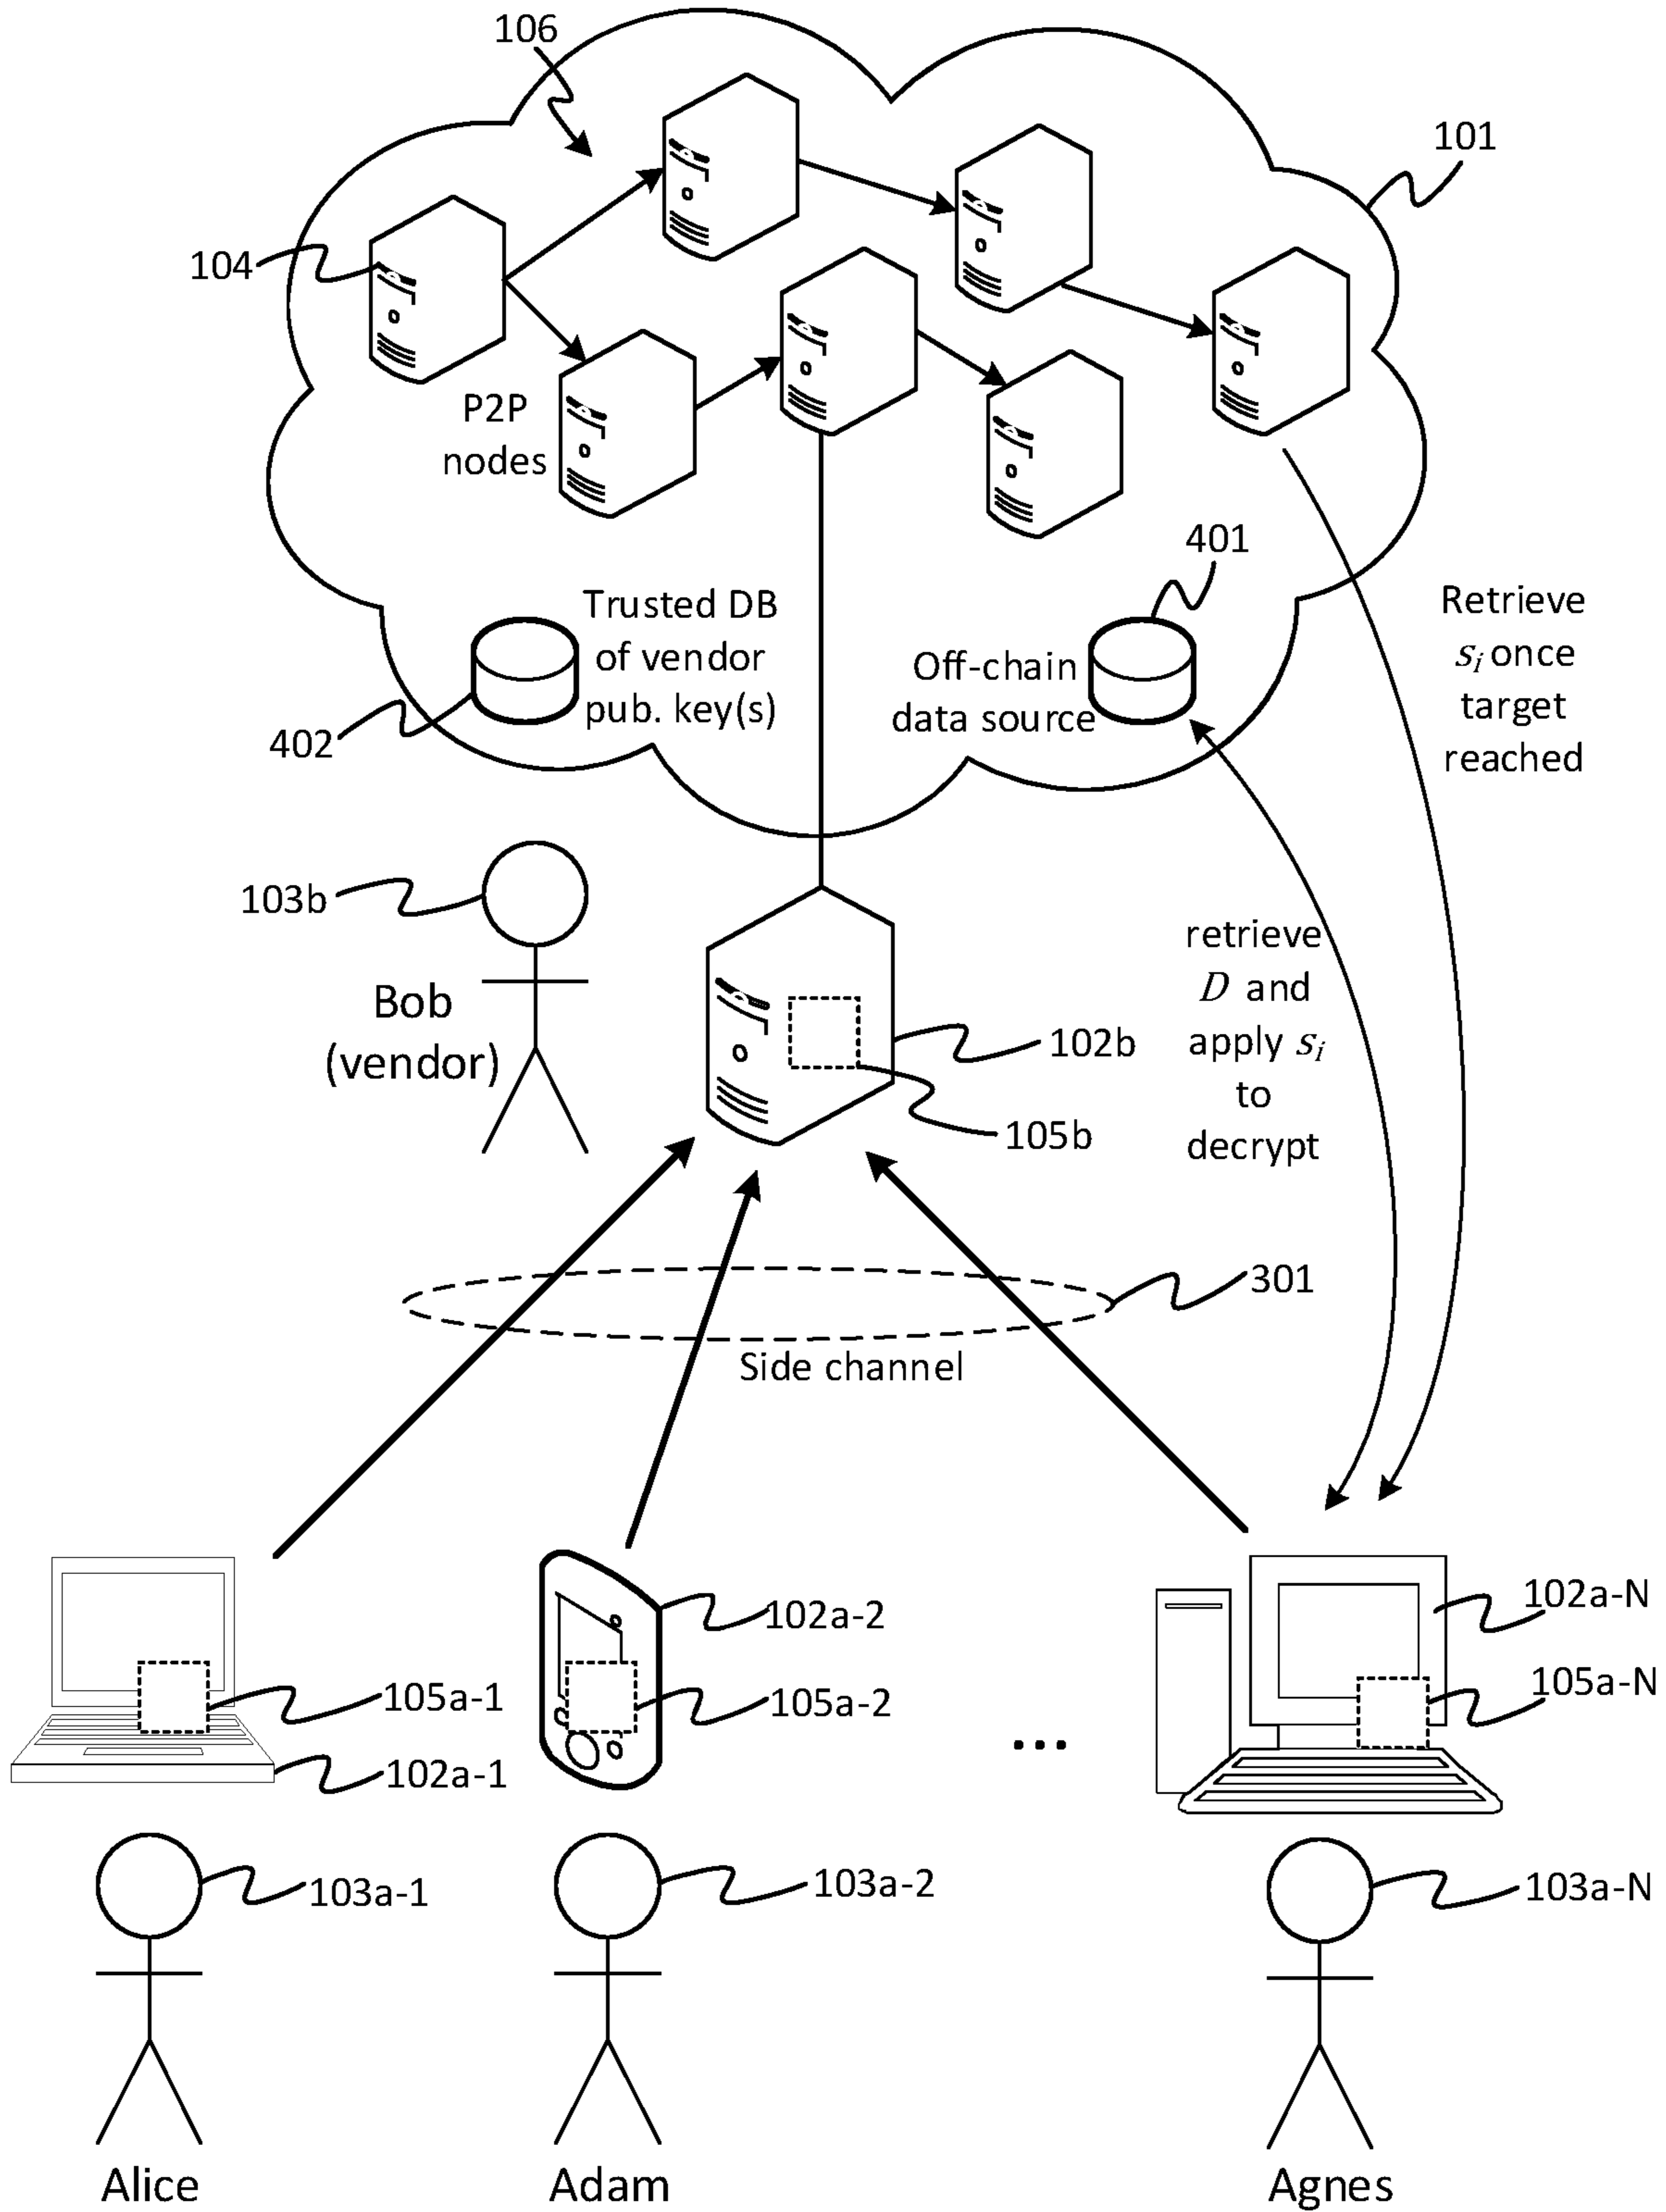 106
101
104
P2P
nodes
401
Trusted DB
of vendor
pub. key(s)
Off-chain
data source
Retrieve
sᵢ once
target
reached
402
103b
Bob
(vendor)
retrieve
D and
apply sᵢ
to
decrypt
102b
105b
301
Side channel
102a-2
102a-N
105a-1
105a-2
105a-N
102a-1
...
103a-1
103a-2
103a-N
Alice
Adam
Agnes